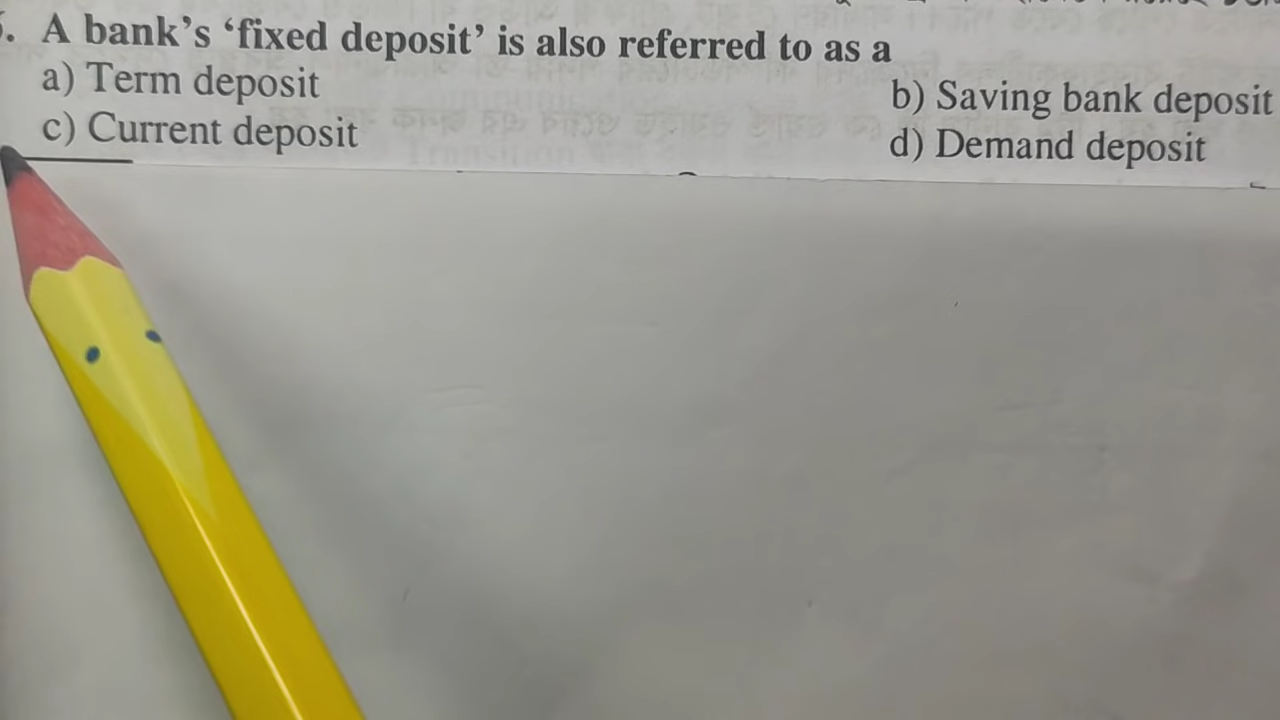 . A bank’s ‘fixed deposit’ is also referred to as a
a) Term deposit
b) Saving bank deposit
c) Current deposit
d) Demand deposit